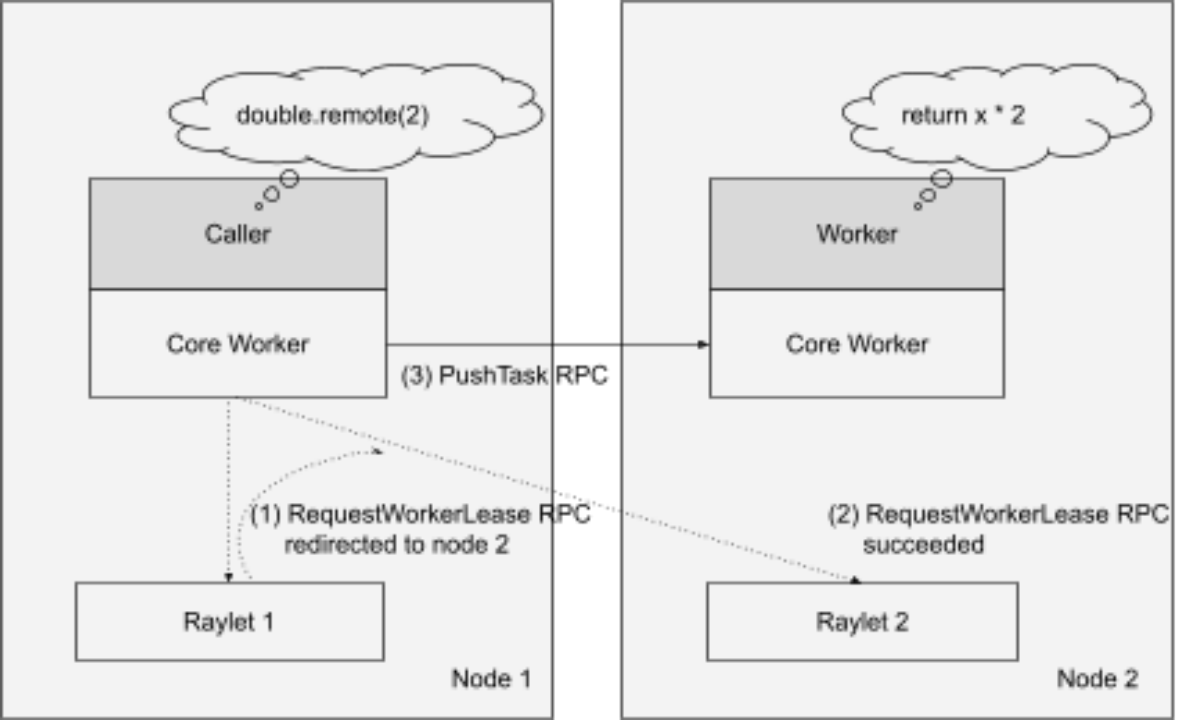 double.remote(2)
return x * 2
Caller
Worker
Core Worker
Core Worker
(3) PushTask RPC
(1) RequestWorkerLease RPC
redirected to node 2
(2) RequestWorkerLease RPC
succeeded
Raylet 1
Raylet 2
Node 1
Node 2